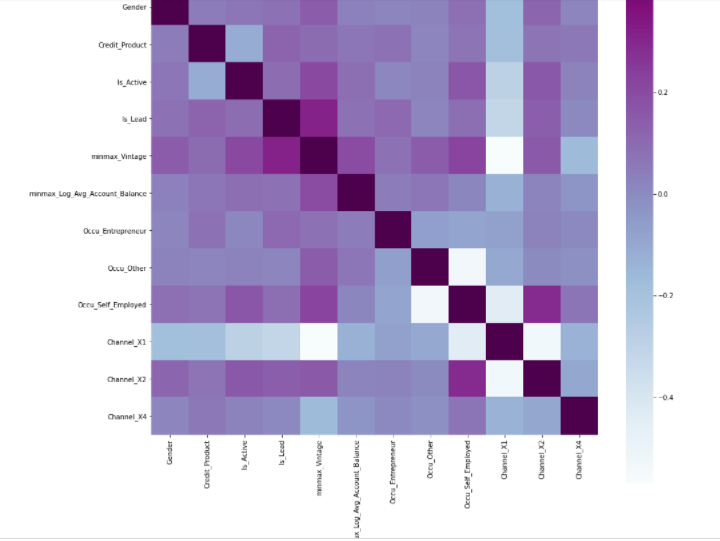 Gender
Credit_Product
Is_Active
Is_Lead
minmax_Vintage
minmax_Log_Avg_Account_Balance
Occu_Entrepreneur
Occu_Other
Occu_Self_Employed
Channel_X1
Channel_X2
Channel_X4
Gender
Credit_Product
Is_Active
Is_Lead
minmax_Vintage
ax_Log_Avg_Account_Balance
Occu_Entrepreneur
Occu_Other
Occu_Self_Employed
Channel_X1
Channel_X2
Channel_X4
0.2
0.0
−0.2
−0.4